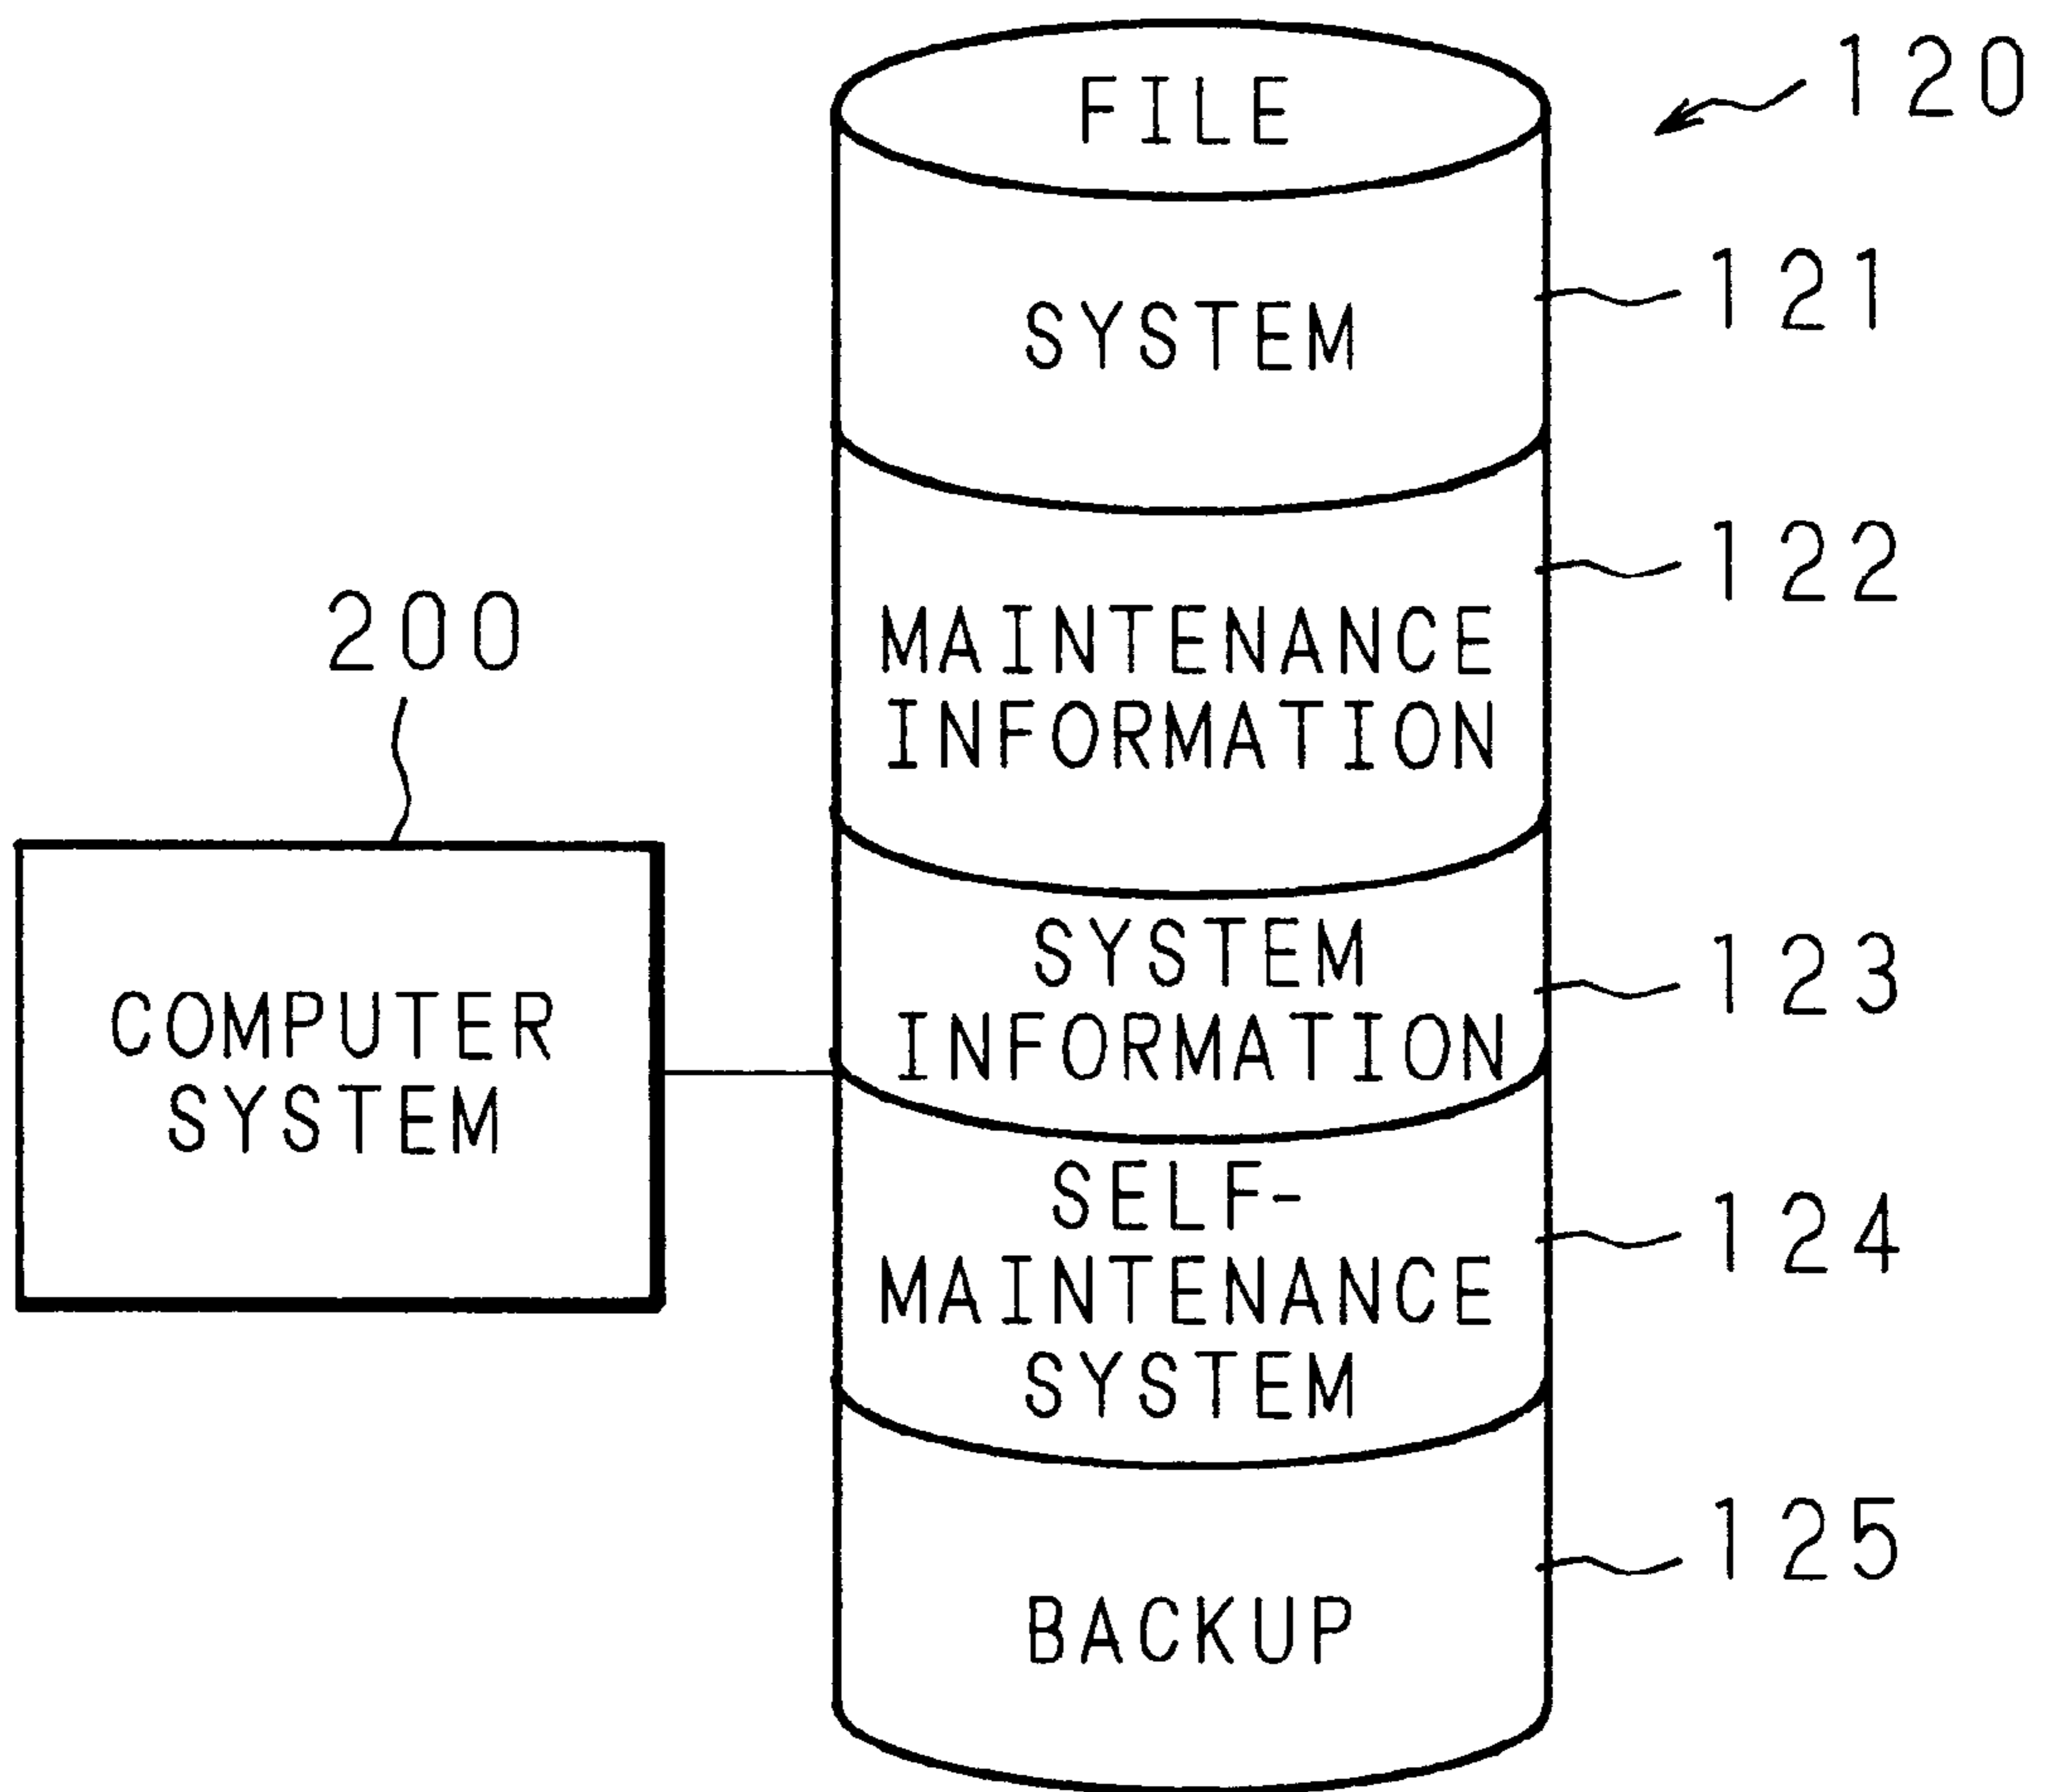 FILE
120
SYSTEM
121
122
MAINTENANCE
INFORMATION
200
COMPUTER
SYSTEM
SYSTEM
INFORMATION
123
SELF-
MAINTENANCE
SYSTEM
124
125
BACKUP